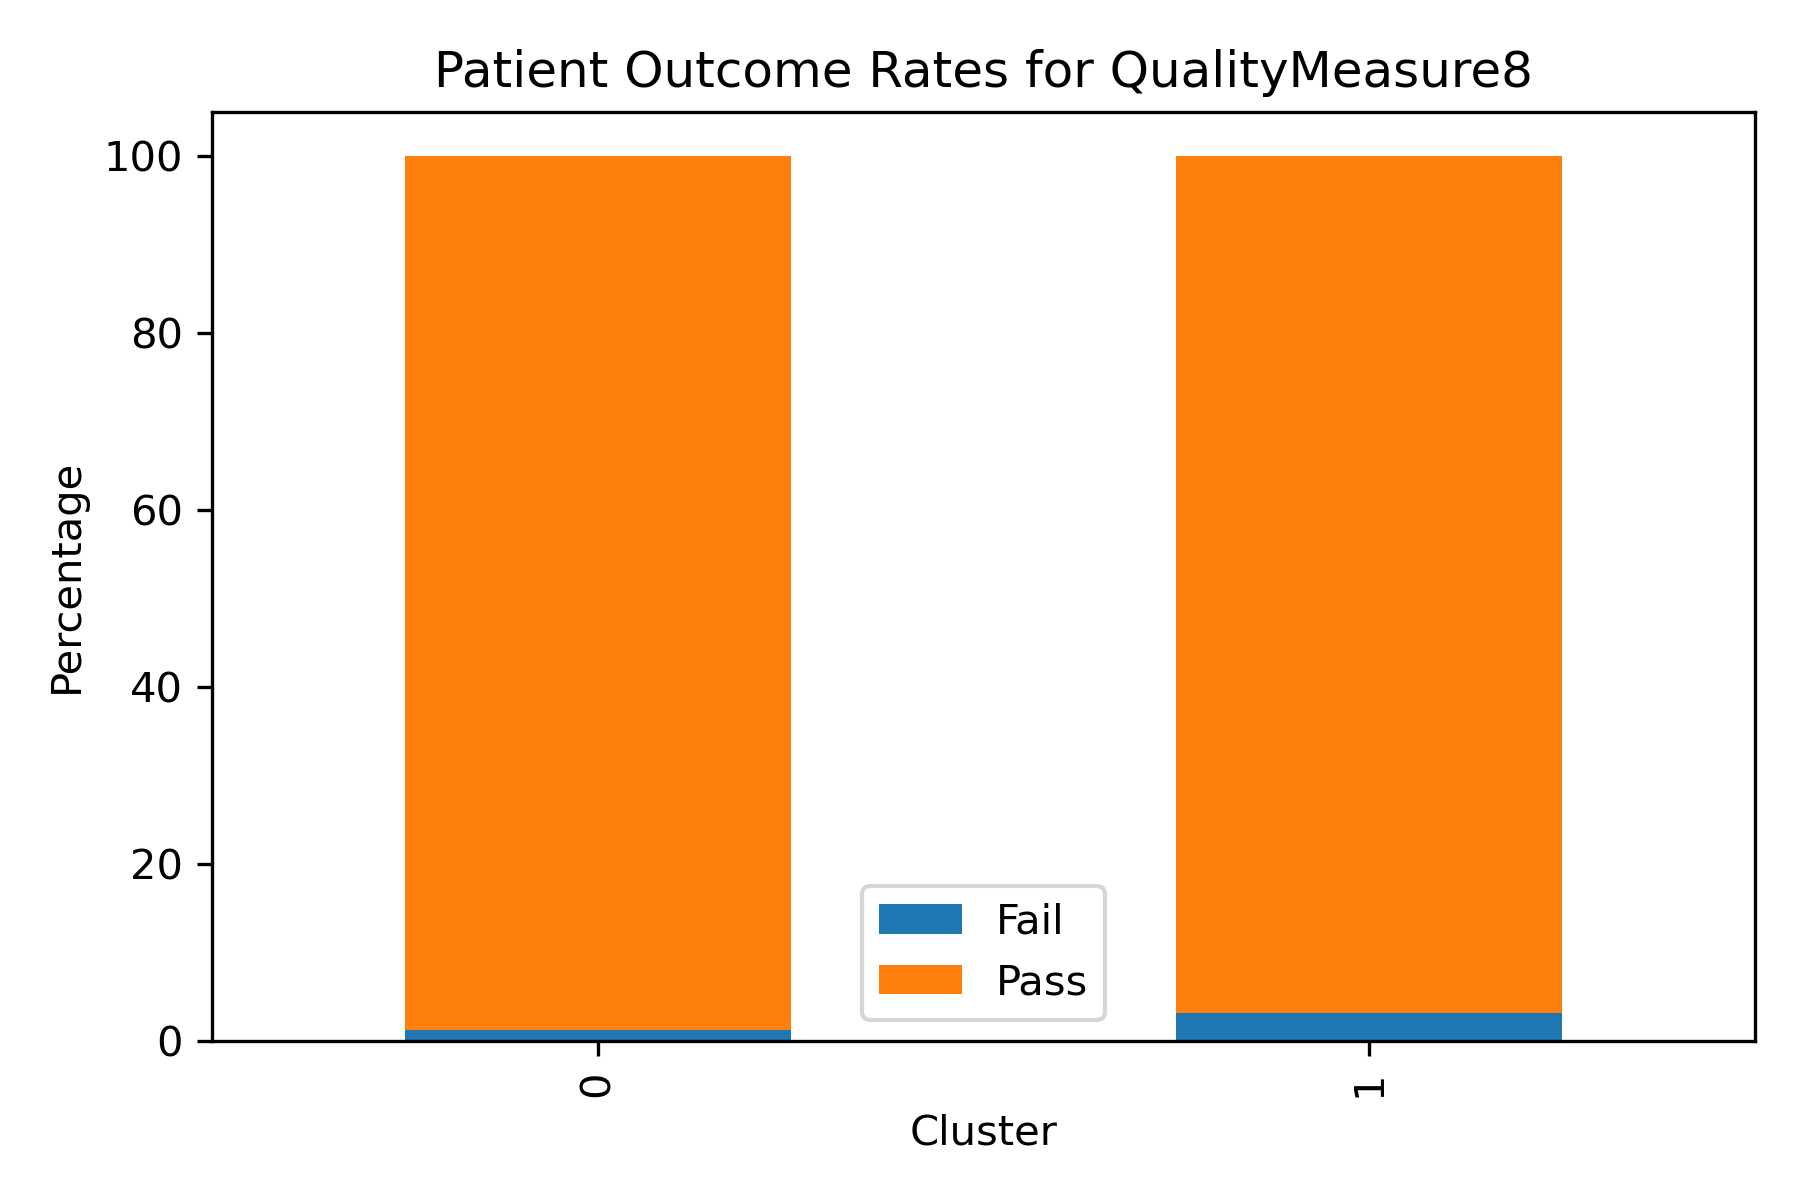 Patient Outcome Rates for QualityMeasure8
Percentage
100
80
60
40
20
0
Fail
Pass
0
1
Cluster